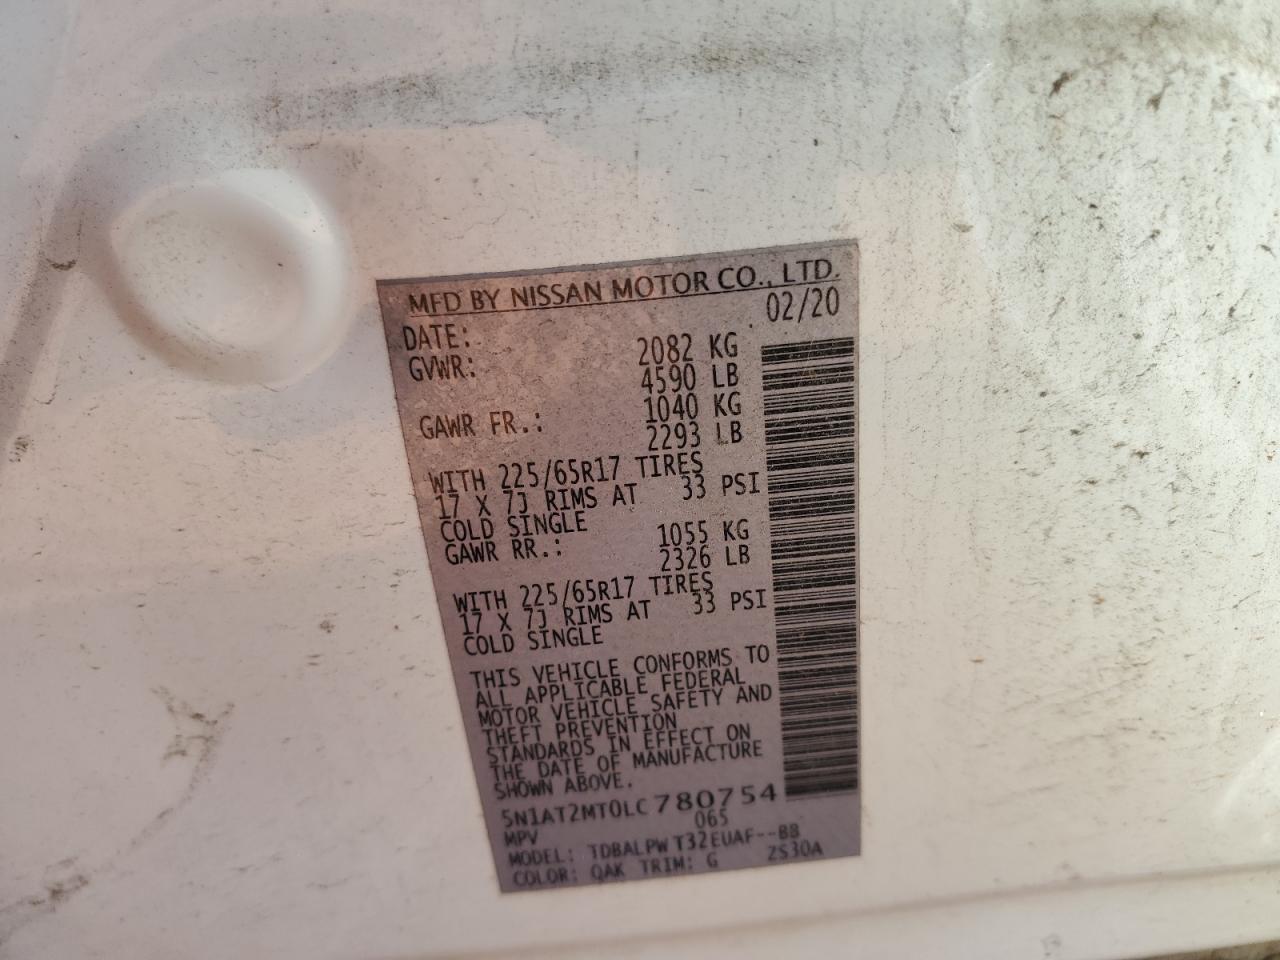 MFD BY NISSAN MOTOR CO., LTD.
DATE: 02/20
GVWR: 2082 KG
4590 LB
GAWR FR.: 1040 KG
2293 LB
WITH 225/65R17 TIRES
17 X 7J RIMS AT 33 PSI
COLD SINGLE
GAWR RR.: 1055 KG
2326 LB
WITH 225/65R17 TIRES
17 X 7J RIMS AT 33 PSI
COLD SINGLE
THIS VEHICLE CONFORMS TO
ALL APPLICABLE FEDERAL
MOTOR VEHICLE SAFETY AND
THEFT PREVENTION
STANDARDS IN EFFECT ON
THE DATE OF MANUFACTURE
SHOWN ABOVE.
5N1AT2MT0LC780754
MPV 065
MODEL: TDBALPW T32EUAF--BB
COLOR: QAK TRIM: G 2S30A